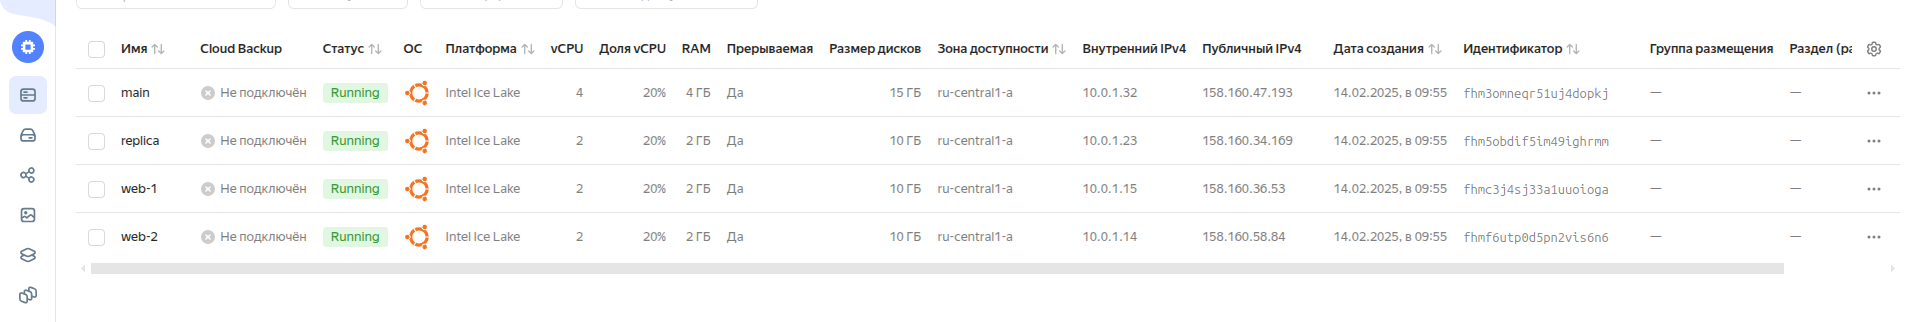 Имя Cloud Backup Статус ОС Платформа vCPU Доля vCPU RAM Прерываемая Размер дисков Зона доступности Внутренний IPv4 Публичный IPv4 Дата создания Идентификатор Группа размещения Раздел (ра
main Не подключён Running Intel Ice Lake 4 20% 4 ГБ Да 15 ГБ ru-central1-a 10.0.1.32 158.160.47.193 14.02.2025, в 09:55 fhm3omneqr51uj4dopkj — —
replica Не подключён Running Intel Ice Lake 2 20% 2 ГБ Да 10 ГБ ru-central1-a 10.0.1.23 158.160.34.169 14.02.2025, в 09:55 fhm5obdif5im49ighrmm — —
web-1 Не подключён Running Intel Ice Lake 2 20% 2 ГБ Да 10 ГБ ru-central1-a 10.0.1.15 158.160.36.53 14.02.2025, в 09:55 fhmc3j4sj33a1uuoioga — —
web-2 Не подключён Running Intel Ice Lake 2 20% 2 ГБ Да 10 ГБ ru-central1-a 10.0.1.14 158.160.58.84 14.02.2025, в 09:55 fhmf6utp0d5pn2vis6n6 — —